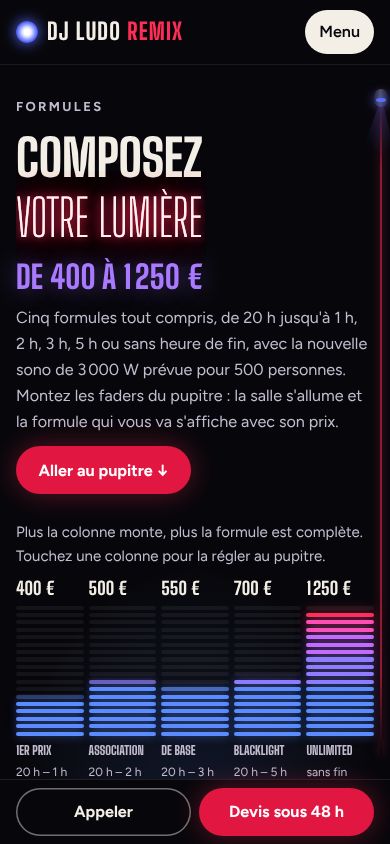 DJ LUDO REMIX
Menu
FORMULES
COMPOSEZ
VOTRE LUMIÈRE
DE 400 À 1250 €
Cinq formules tout compris, de 20 h jusqu'à 1 h,
2 h, 3 h, 5 h ou sans heure de fin, avec la nouvelle
sono de 3 000 W prévue pour 500 personnes.
Montez les faders du pupitre : la salle s'allume et
la formule qui vous va s'affiche avec son prix.
Aller au pupitre ↓
Plus la colonne monte, plus la formule est complète.
Touchez une colonne pour la régler au pupitre.
400 € 500 € 550 € 700 € 1250 €
1ER PRIX ASSOCIATION DE BASE BLACKLIGHT UNLIMITED
20 h – 1 h 20 h – 2 h 20 h – 3 h 20 h – 5 h sans fin
Appeler Devis sous 48 h